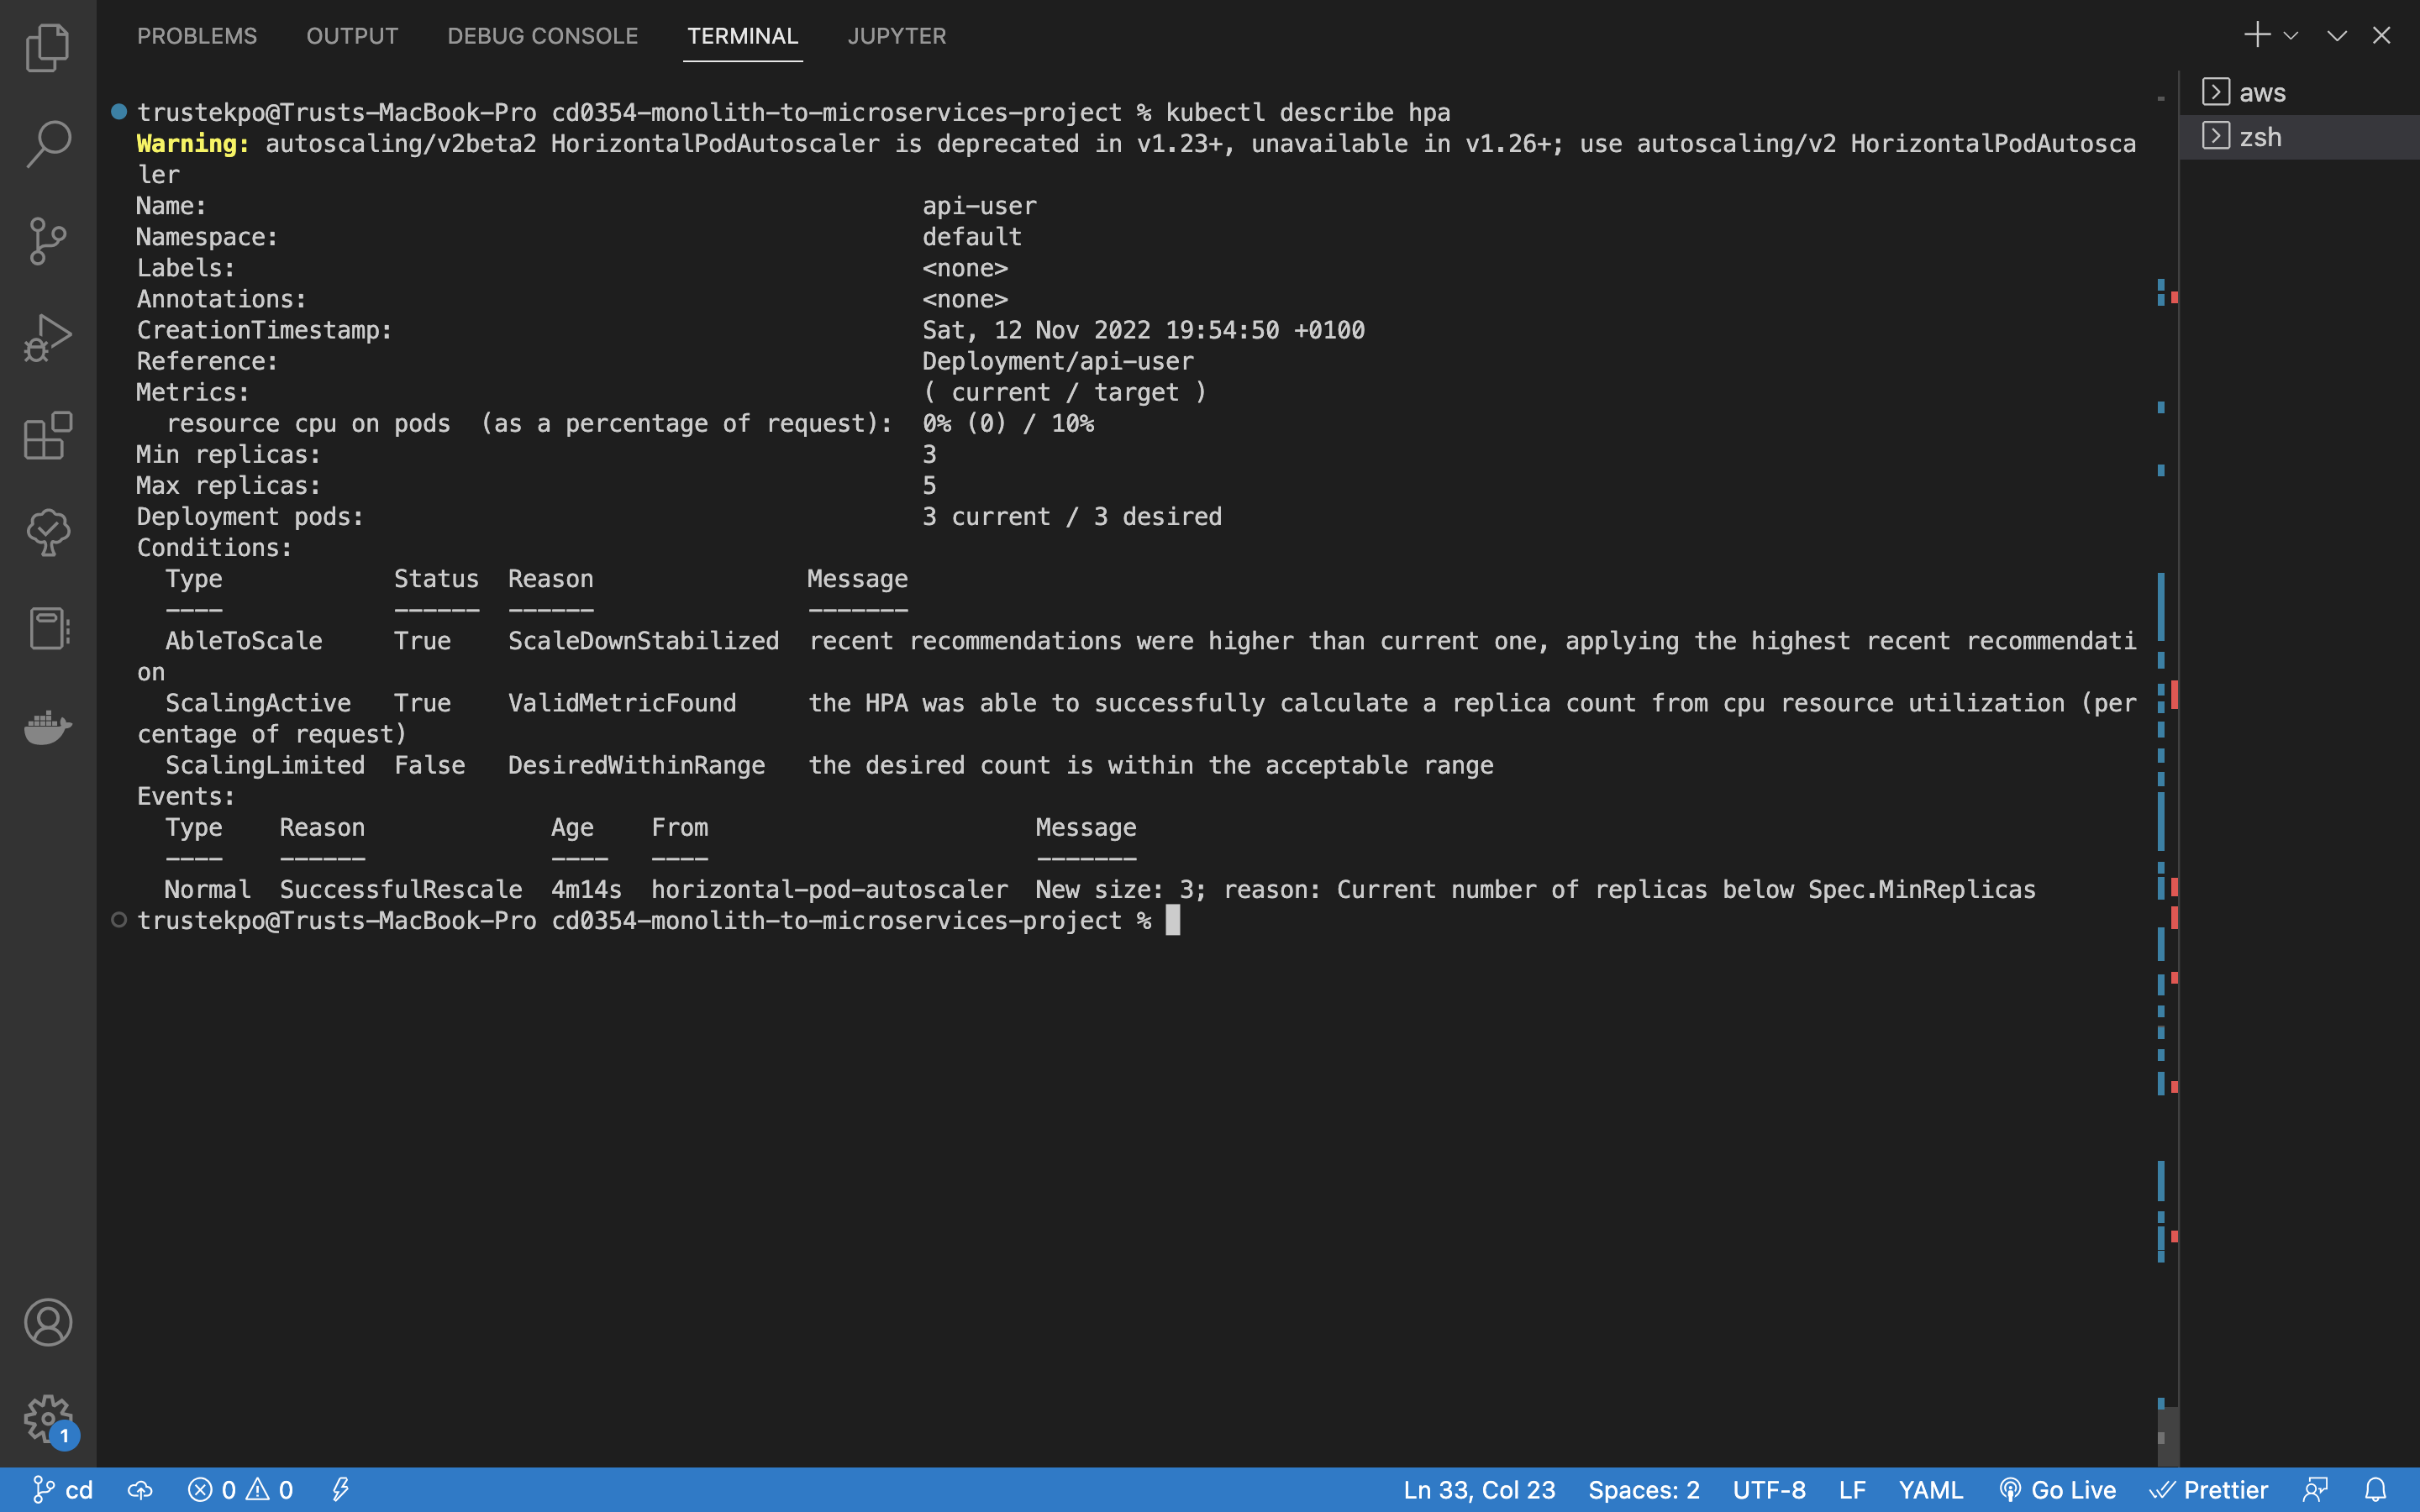 PROBLEMS OUTPUT DEBUG CONSOLE TERMINAL JUPYTER
aws
zsh
trustekpo@Trusts-MacBook-Pro cd0354-monolith-to-microservices-project % kubectl describe hpa
Warning: autoscaling/v2beta2 HorizontalPodAutoscaler is deprecated in v1.23+, unavailable in v1.26+; use autoscaling/v2 HorizontalPodAutosca
ler
Name: api-user
Namespace: default
Labels: <none>
Annotations: <none>
CreationTimestamp: Sat, 12 Nov 2022 19:54:50 +0100
Reference: Deployment/api-user
Metrics: ( current / target )
resource cpu on pods (as a percentage of request): 0% (0) / 10%
Min replicas: 3
Max replicas: 5
Deployment pods: 3 current / 3 desired
Conditions:
Type Status Reason Message
---- ------ ------ -------
AbleToScale True ScaleDownStabilized recent recommendations were higher than current one, applying the highest recent recommendati
on
ScalingActive True ValidMetricFound the HPA was able to successfully calculate a replica count from cpu resource utilization (per
centage of request)
ScalingLimited False DesiredWithinRange the desired count is within the acceptable range
Events:
Type Reason Age From Message
---- ------ ---- ---- -------
Normal SuccessfulRescale 4m14s horizontal-pod-autoscaler New size: 3; reason: Current number of replicas below Spec.MinReplicas
trustekpo@Trusts-MacBook-Pro cd0354-monolith-to-microservices-project %
1
cd 0 0 Ln 33, Col 23 Spaces: 2 UTF-8 LF YAML Go Live Prettier